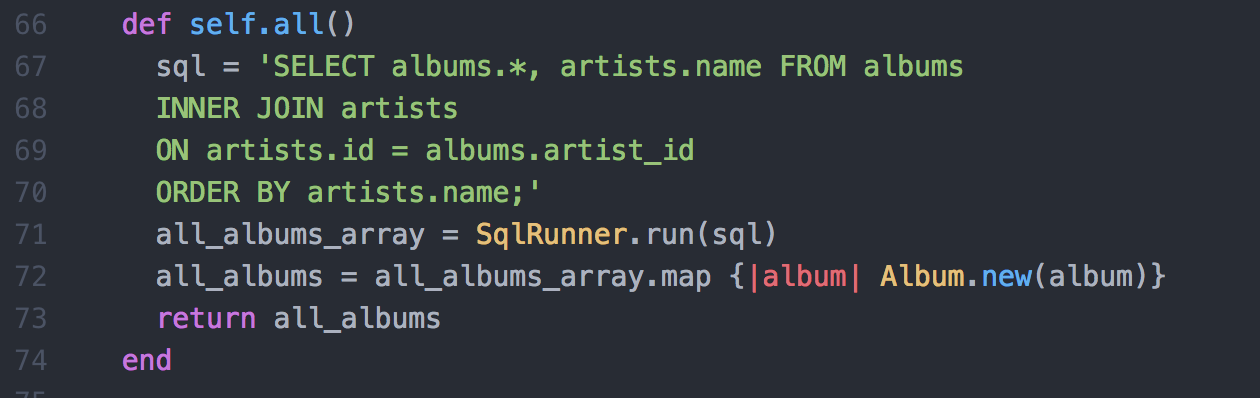 66 def self.all()
67 sql = 'SELECT albums.*, artists.name FROM albums
68 INNER JOIN artists
69 ON artists.id = albums.artist_id
70 ORDER BY artists.name;'
71 all_albums_array = SqlRunner.run(sql)
72 all_albums = all_albums_array.map {|album| Album.new(album)}
73 return all_albums
74 end